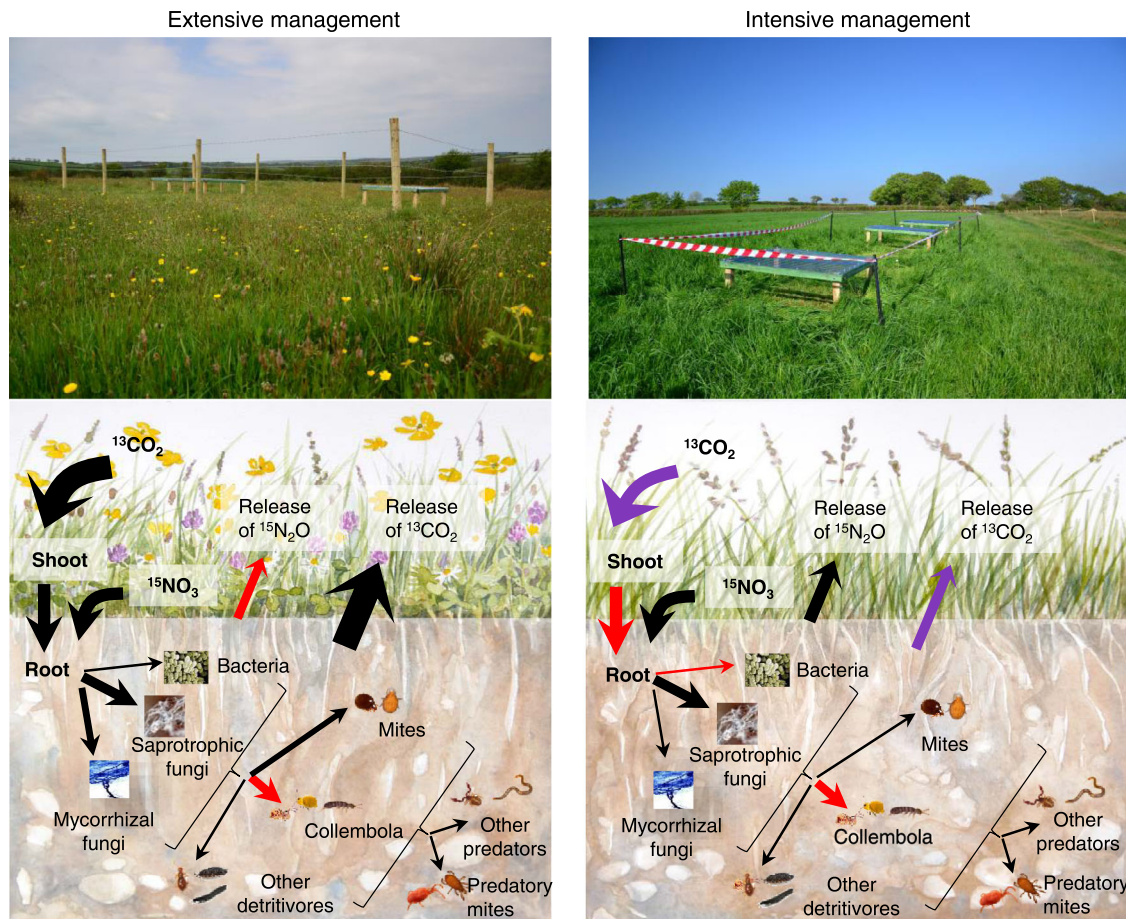 Extensive management
¹³CO₂
Release
of ¹⁵N₂O
Release
of ¹³CO₂
Shoot
¹⁵NO₃
Root
Bacteria
Saprotrophic
fungi
Mites
Mycorrhizal
fungi
Collembola
Other
predators
Other
detritivores
Predatory
mites
Intensive management
¹³CO₂
Release
of ¹⁵N₂O
Release
of ¹³CO₂
Shoot
¹⁵NO₃
Root
Bacteria
Saprotrophic
fungi
Mites
Mycorrhizal
fungi
Collembola
Other
predators
Other
detritivores
Predatory
mites